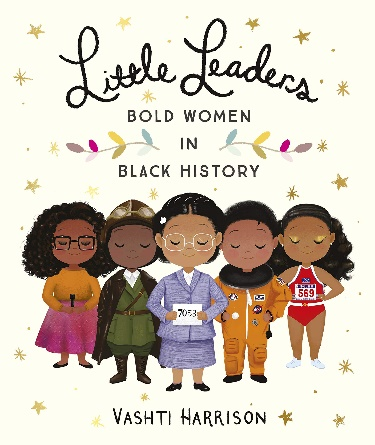 Little Leaders
BOLD WOMEN
IN
BLACK HISTORY
7053
569
VASHTI HARRISON